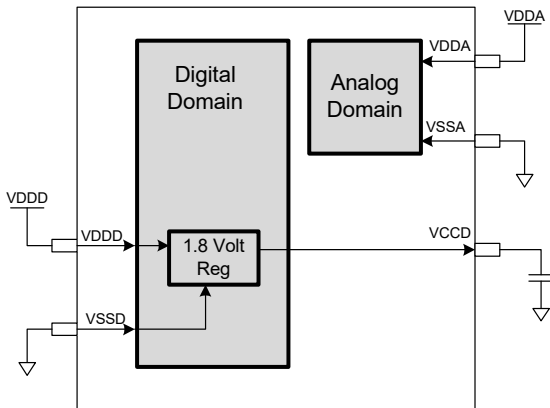 VDDA
VDDA
Digital
Domain
Analog
Domain
VSSA
VDDD
VDDD
1.8 Volt
Reg
VCCD
VSSD